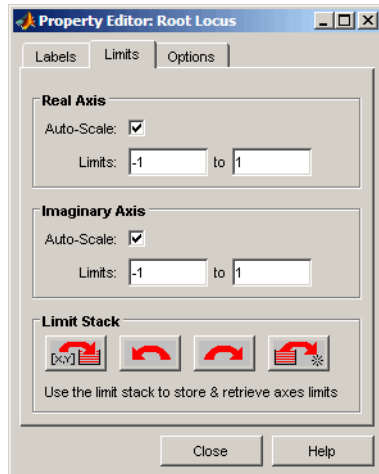 Property Editor: Root Locus
Labels Limits Options
Real Axis
Auto-Scale:
Limits: -1 to 1
Imaginary Axis
Auto-Scale:
Limits: -1 to 1
Limit Stack
[X,Y]
Use the limit stack to store & retrieve axes limits
Close Help